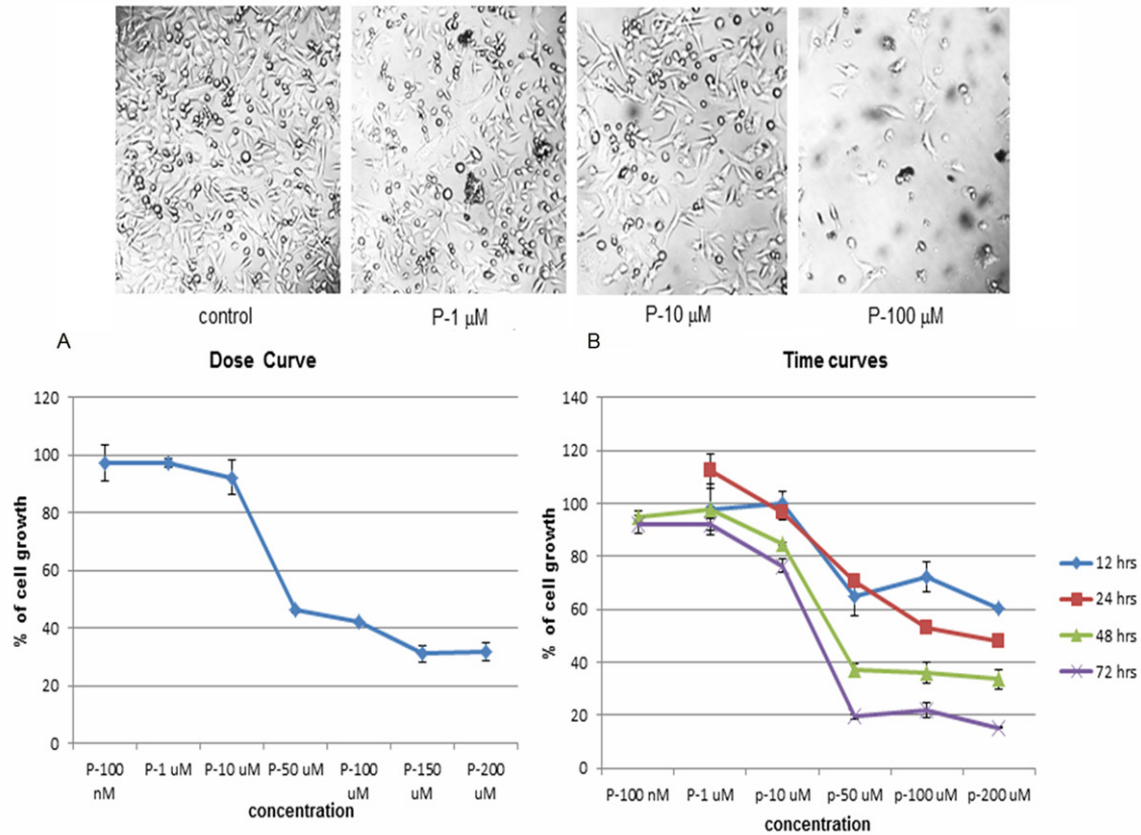 control
P-1 μM
P-10 μM
P-100 μM
A
Dose Curve
120
100
80
60
40
20
0
% of cell growth
P-100 nM
P-1 uM
P-10 uM
P-50 uM
P-100 uM
P-150 uM
P-200 uM
concentration
B
Time curves
140
120
100
80
60
40
20
0
% of cell growth
P-100 nM
P-1 uM
p-10 uM
p-50 uM
p-100 uM
p-200 uM
concentration
12 hrs
24 hrs
48 hrs
72 hrs